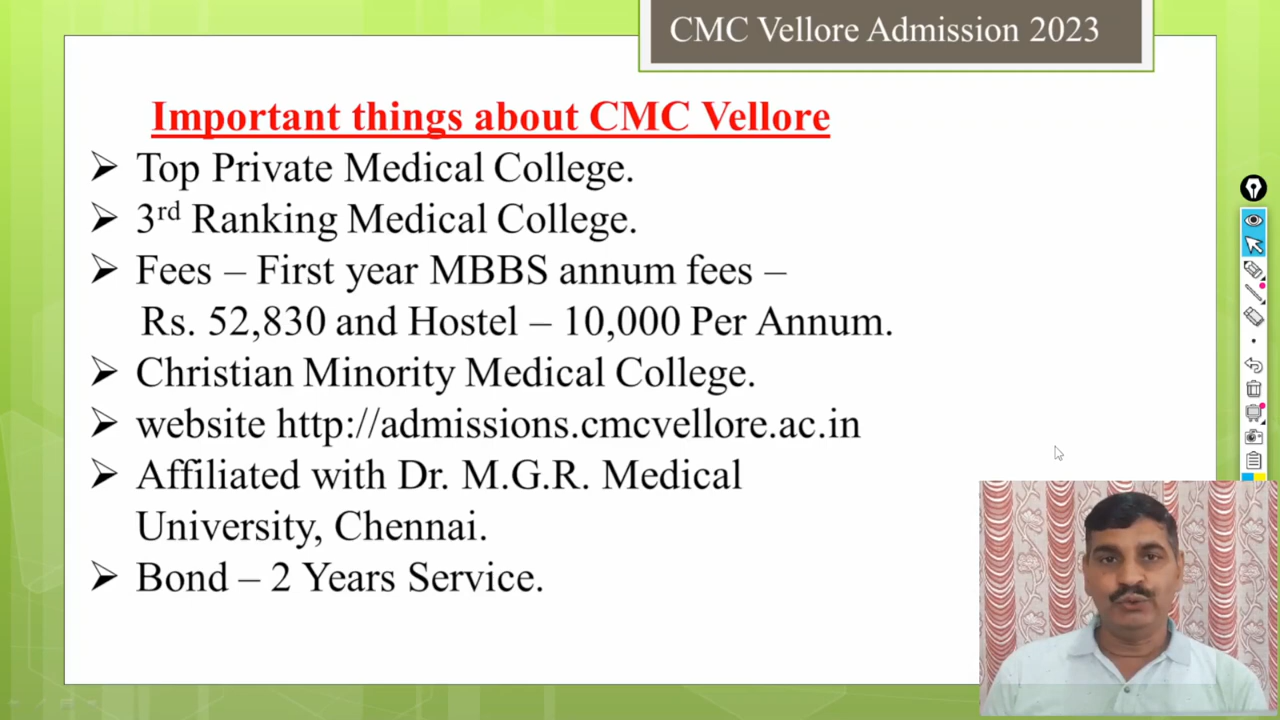 CMC Vellore Admission 2023
Important things about CMC Vellore
➢ Top Private Medical College.
➢ 3rd Ranking Medical College.
➢ Fees – First year MBBS annum fees –
Rs. 52,830 and Hostel – 10,000 Per Annum.
➢ Christian Minority Medical College.
➢ website http://admissions.cmcvellore.ac.in
➢ Affiliated with Dr. M.G.R. Medical
University, Chennai.
➢ Bond – 2 Years Service.